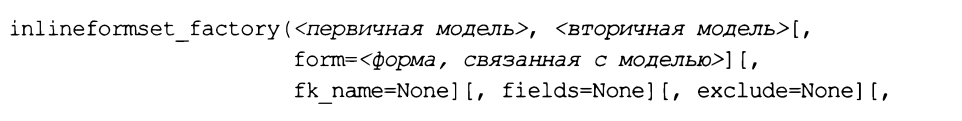 inlineformset_factory(<первичная модель>, <вторичная модель>[,
form=<форма, связанная с моделью>][,
fk_name=None][, fields=None][, exclude=None][,